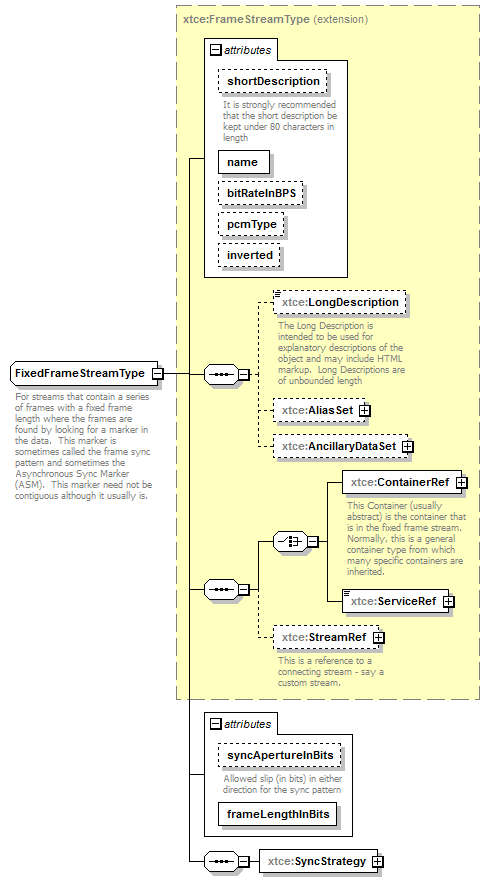 xtce:FrameStreamType (extension)
attributes
shortDescription
It is strongly recommended
that the short description be
kept under 80 characters in
length
name
bitRateInBPS
pcmType
inverted
xtce:LongDescription
The Long Description is
intended to be used for
explanatory descriptions of the
object and may include HTML
markup.  Long Descriptions are
of unbounded length
FixedFrameStreamType
For streams that contain a series
of frames with a fixed frame
length where the frames are
found by looking for a marker in
the data.  This marker is
sometimes called the frame sync
pattern and sometimes the
Asynchronous Sync Marker
(ASM).  This marker need not be
contiguous although it usually is.
xtce:AliasSet
xtce:AncillaryDataSet
xtce:ContainerRef
This Container (usually
abstract) is the container that
is in the fixed frame stream.
Normally, this is a general
container type from which
many specific containers are
inherited.
xtce:ServiceRef
xtce:StreamRef
This is a reference to a
connecting stream - say a
custom stream.
attributes
syncApertureInBits
Allowed slip (in bits) in either
direction for the sync pattern
frameLengthInBits
xtce:SyncStrategy